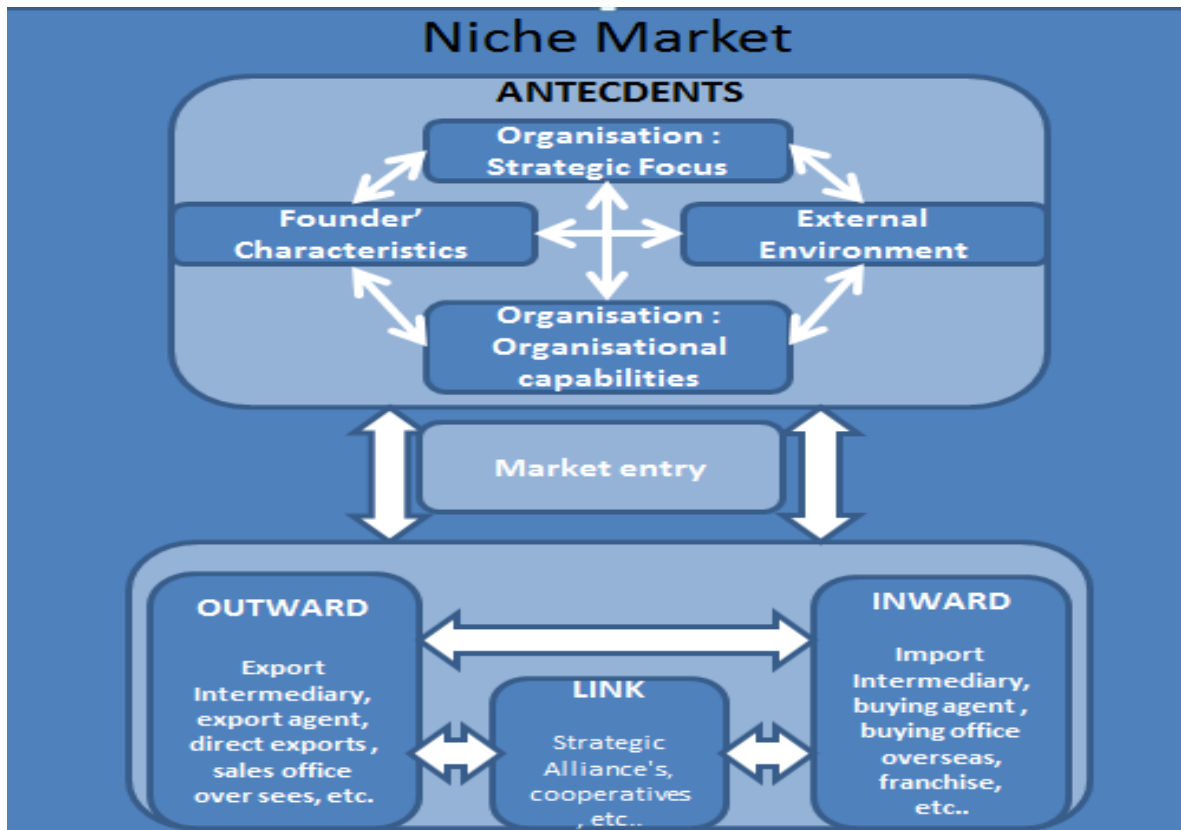 Niche Market
ANTECDENTS
Organisation :
Strategic Focus
Founder’
Characteristics
External
Environment
Organisation :
Organisational
capabilities
Market entry
OUTWARD
Export
Intermediary,
export agent,
direct exports ,
sales office
over sees, etc.
LINK
Strategic
Alliance's,
cooperatives
, etc..
INWARD
Import
Intermediary,
buying agent ,
buying office
overseas,
franchise,
etc..